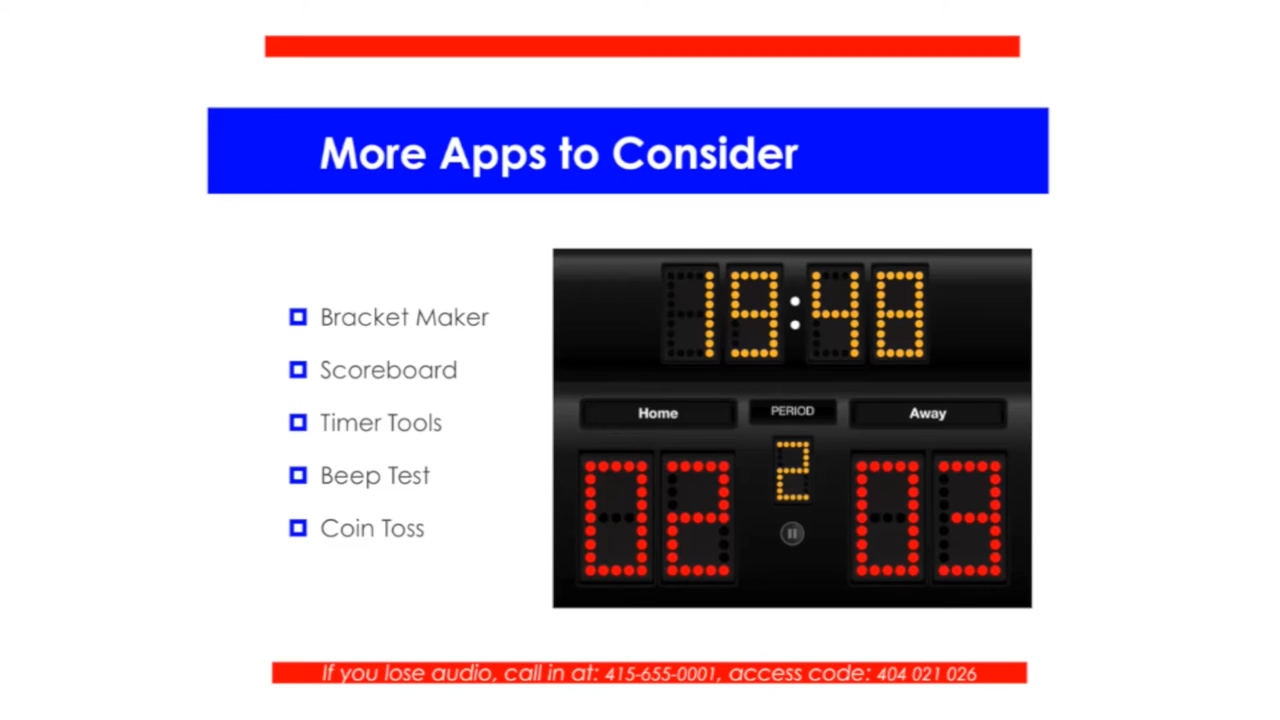 More Apps to Consider
Bracket Maker
Scoreboard
Timer Tools
Beep Test
Coin Toss
19:48
Home PERIOD Away
2
02 03
If you lose audio, call in at: 415-655-0001, access code: 404 021 026